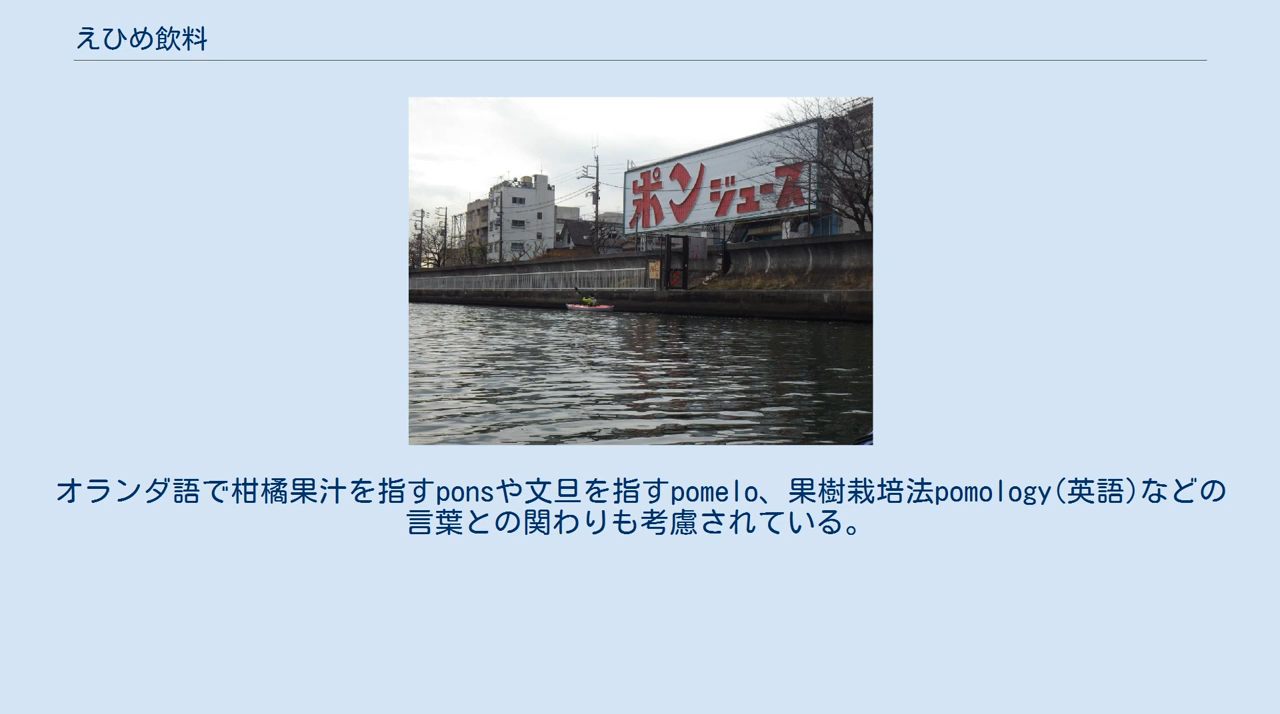 えひめ飲料
ポンジュース
オランダ語で柑橘果汁を指すponsや文旦を指すpomelo、果樹栽培法pomology(英語)などの
言葉との関わりも考慮されている。